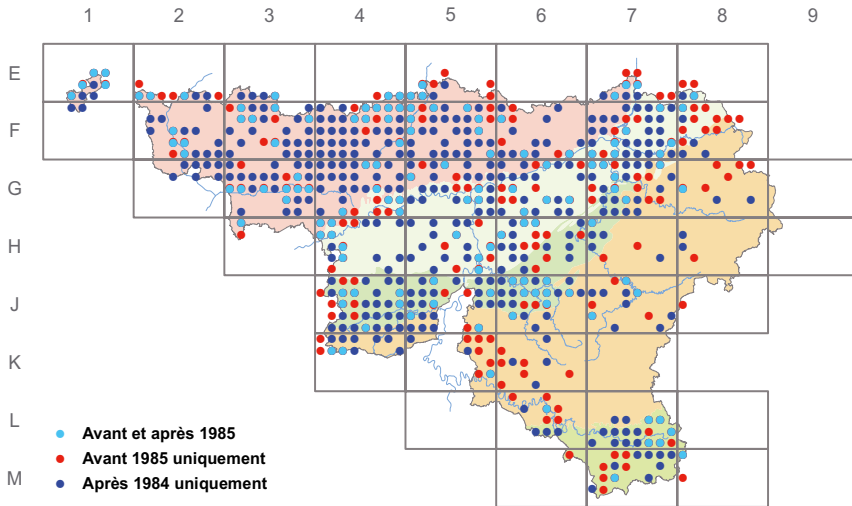 1 2 3 4 5 6 7 8 9
E
F
G
H
J
K
L
M
Avant et après 1985
Avant 1985 uniquement
Après 1984 uniquement